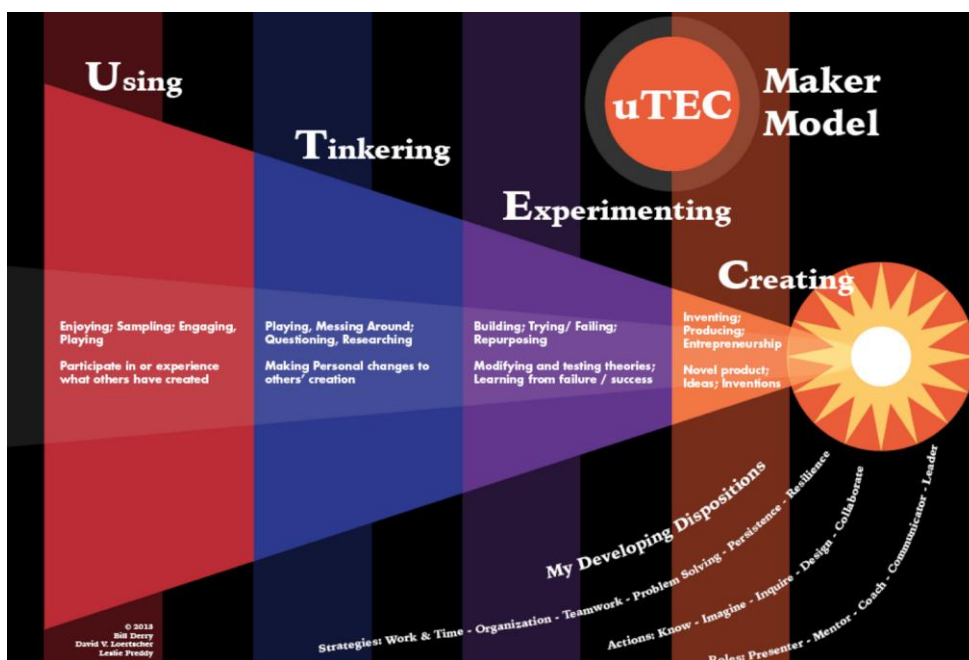 Using
Tinkering
Experimenting
Creating
uTEC
Maker
Model
Enjoying; Sampling; Engaging,
Playing
Participate in or experience
what others have created
Playing, Messing Around;
Questioning, Researching
Making Personal changes to
others' creation
Building; Trying/ Failing;
Repurposing
Modifying and testing theories;
Learning from failure / success
Inventing;
Producing;
Entrepreneurship
Novel product;
Ideas; Inventions
My Developing Dispositions
Strategies: Work & Time - Organization - Teamwork - Problem Solving - Persistence - Resilience
Actions: Know - Imagine - Inquire - Design - Collaborate
Roles: Presenter - Mentor - Coach - Communicator - Leader
© 2013
Bill Derry
David V. Loertscher
Leslie Preddy